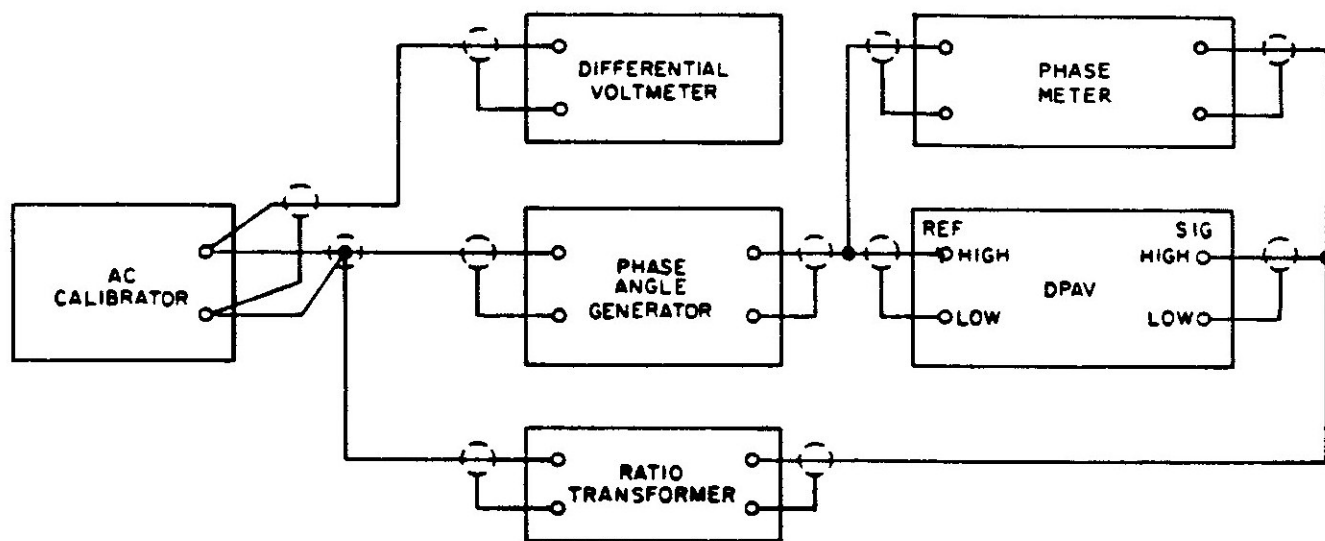 DIFFERENTIAL
VOLTMETER
PHASE
METER
AC
CALIBRATOR
PHASE
ANGLE
GENERATOR
REF
SIG
HIGH
HIGH
DPAV
LOW
LOW
RATIO
TRANSFORMER